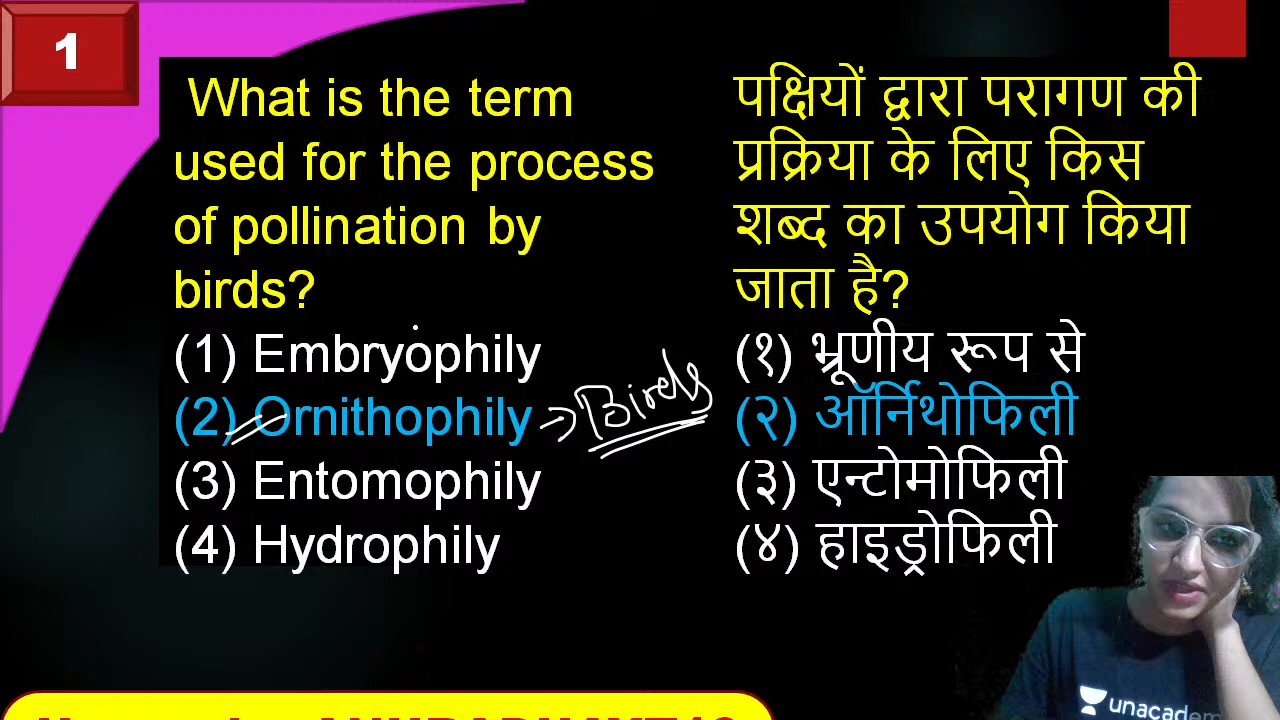 1
What is the term
used for the process
of pollination by
birds?
(1) Embryophily
(2) Ornithophily → Birds
(3) Entomophily
(4) Hydrophily
पक्षियों द्वारा परागण की
प्रक्रिया के लिए किस
शब्द का उपयोग किया
जाता है?
(१) भ्रूणीय रूप से
(२) ऑर्निथोफिली
(३) एन्टोमोफिली
(४) हाइड्रोफिली
unacademy